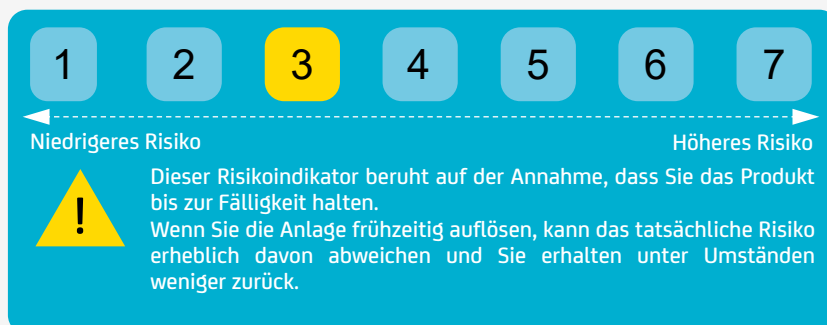 1 2 3 4 5 6 7
Niedrigeres Risiko Höheres Risiko
!
Dieser Risikoindikator beruht auf der Annahme, dass Sie das Produkt
bis zur Fälligkeit halten.
Wenn Sie die Anlage frühzeitig auflösen, kann das tatsächliche Risiko
erheblich davon abweichen und Sie erhalten unter Umständen
weniger zurück.